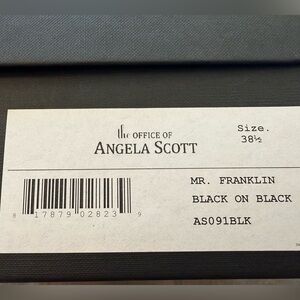 the OFFICE OF
ANGELA SCOTT
Size.
38½
MR. FRANKLIN
BLACK ON BLACK
AS091BLK
8 17879 02823 9